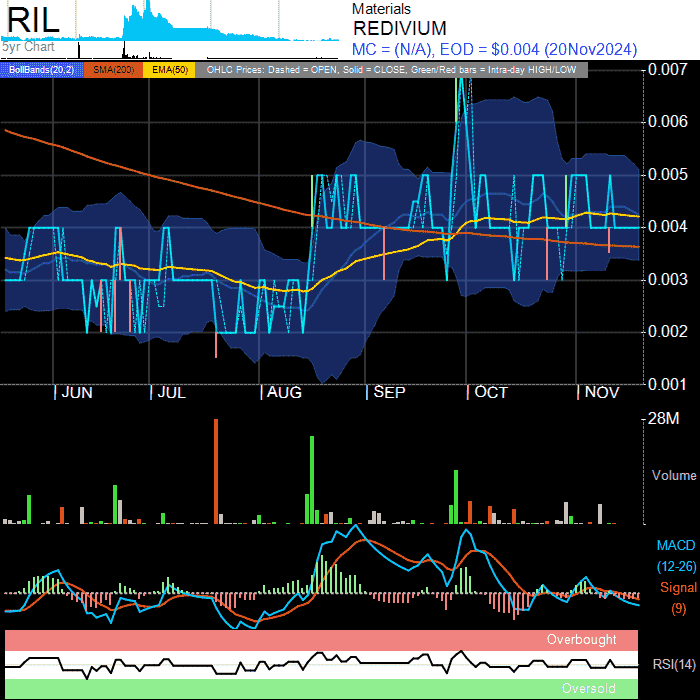 RIL
5yr Chart
Materials
REDIVIUM
MC = (N/A), EOD = $0.004 (20Nov2024)
BollBands(20,2) SMA(200) EMA(50) OHLC Prices: Dashed = OPEN, Solid = CLOSE, Green/Red bars = Intra-day HIGH/LOW
0.007
0.006
0.005
0.004
0.003
0.002
0.001
JUN JUL AUG SEP OCT NOV
28M
Volume
MACD
(12-26)
Signal
(9)
Overbought
RSI(14)
Oversold